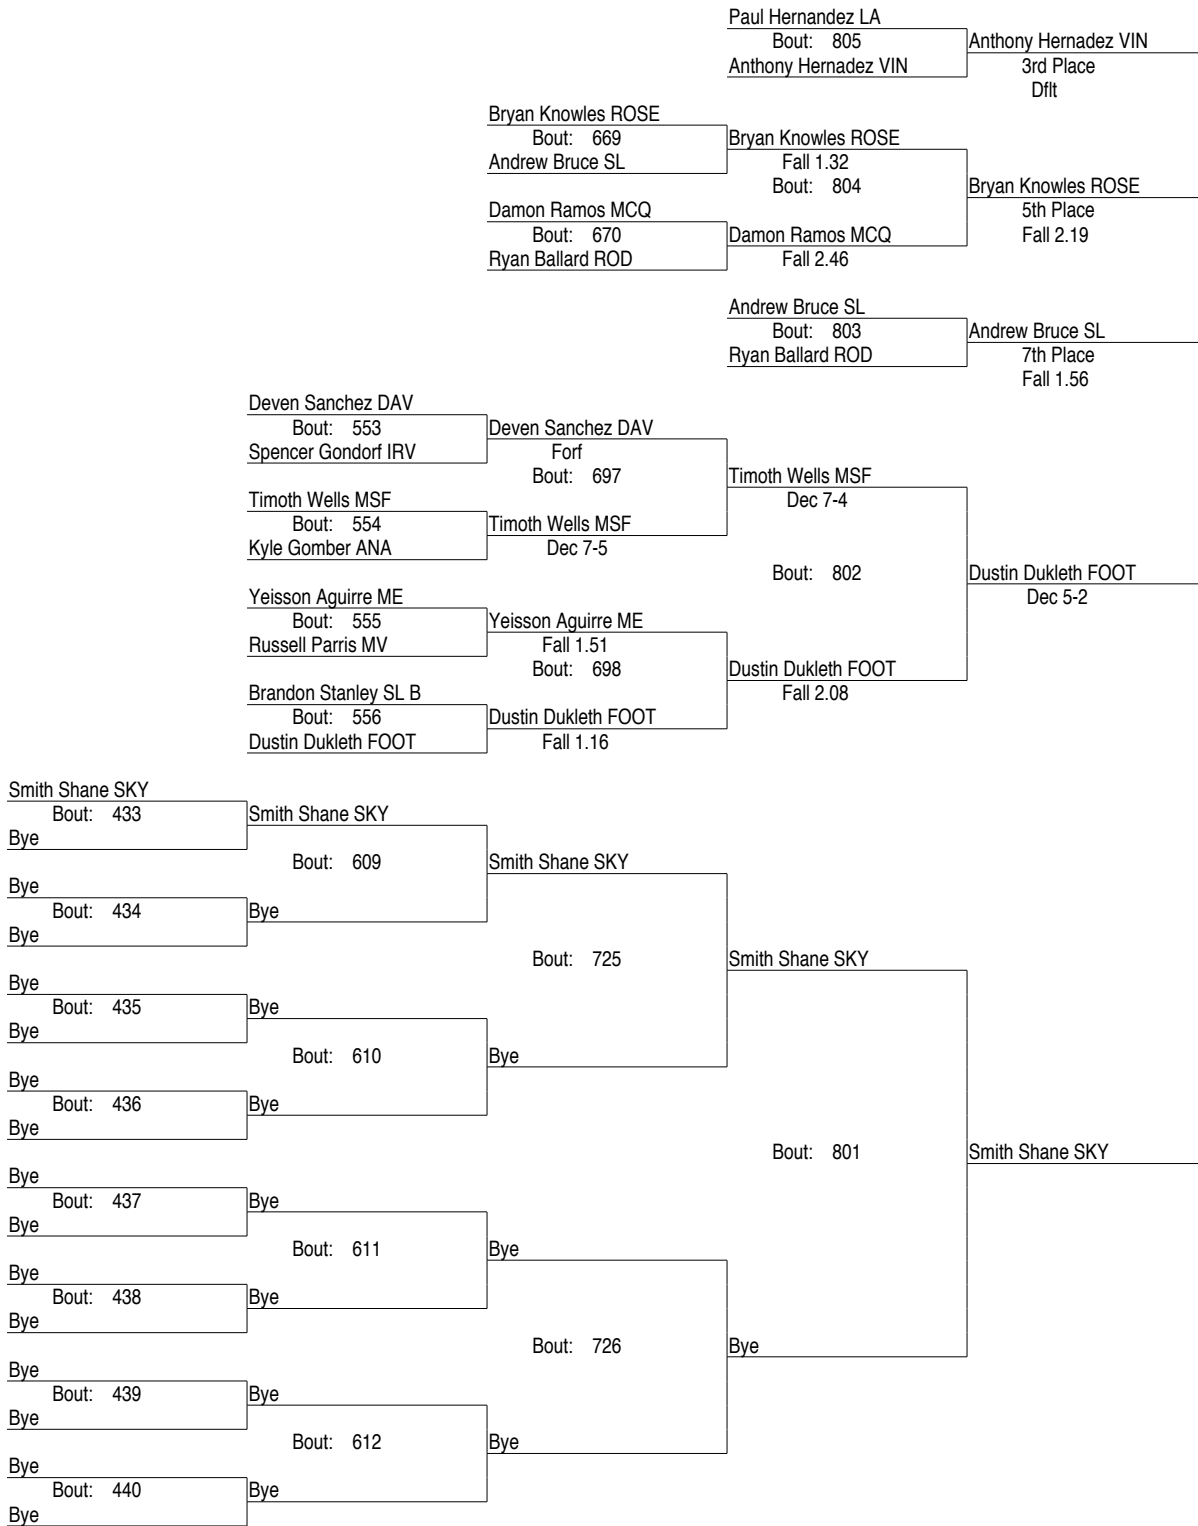 Paul Hernandez LA
Bout: 805 Anthony Hernadez VIN
Anthony Hernadez VIN 3rd Place
Dflt
Bryan Knowles ROSE
Bout: 669 Bryan Knowles ROSE
Andrew Bruce SL Fall 1.32
Bout: 804 Bryan Knowles ROSE
Damon Ramos MCQ 5th Place
Bout: 670 Damon Ramos MCQ Fall 2.19
Ryan Ballard ROD Fall 2.46
Andrew Bruce SL
Bout: 803 Andrew Bruce SL
Ryan Ballard ROD 7th Place
Fall 1.56
Deven Sanchez DAV
Bout: 553 Deven Sanchez DAV
Spencer Gondorf IRV Forf
Bout: 697 Timoth Wells MSF
Timoth Wells MSF Dec 7-4
Bout: 554 Timoth Wells MSF
Kyle Gomber ANA Dec 7-5
Bout: 802 Dustin Dukleth FOOT
Yeisson Aguirre ME Dec 5-2
Bout: 555 Yeisson Aguirre ME
Russell Parris MV Fall 1.51
Bout: 698 Dustin Dukleth FOOT
Brandon Stanley SL B Fall 2.08
Bout: 556 Dustin Dukleth FOOT
Dustin Dukleth FOOT Fall 1.16
Smith Shane SKY
Bout: 433 Smith Shane SKY
Bye
Bout: 609 Smith Shane SKY
Bye
Bout: 434 Bye
Bye
Bout: 725 Smith Shane SKY
Bye
Bout: 435 Bye
Bye
Bout: 610 Bye
Bye
Bout: 436 Bye
Bye
Bout: 801 Smith Shane SKY
Bye
Bout: 437 Bye
Bye
Bout: 611 Bye
Bye
Bout: 438 Bye
Bye
Bout: 726 Bye
Bye
Bout: 439 Bye
Bye
Bout: 612 Bye
Bye
Bout: 440 Bye
Bye